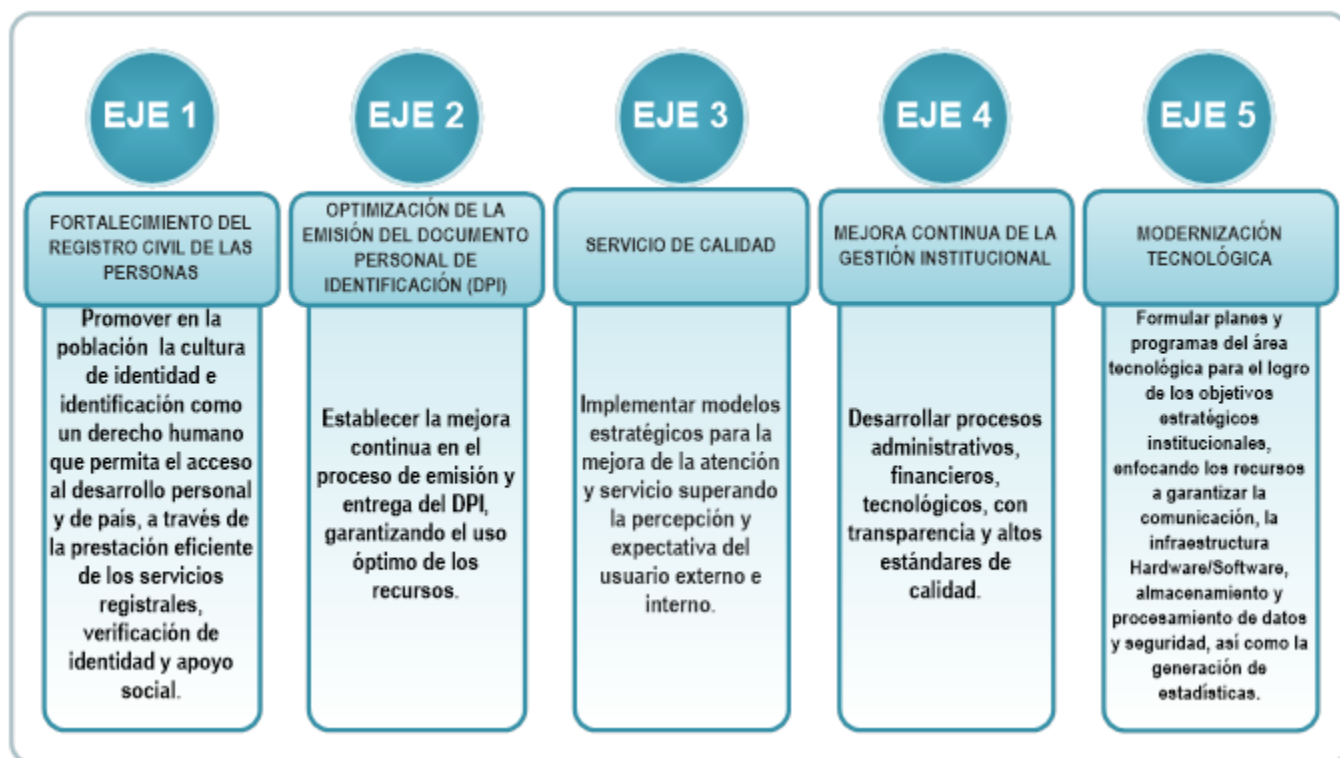 EJE 1
FORTALECIMIENTO DEL
REGISTRO CIVIL DE LAS
PERSONAS
Promover en la
población la cultura
de identidad e
identificación como
un derecho humano
que permita el acceso
al desarrollo personal
y de país, a través de
la prestación eficiente
de los servicios
registrales,
verificación de
identidad y apoyo
social.
EJE 2
OPTIMIZACIÓN DE LA
EMISIÓN DEL DOCUMENTO
PERSONAL DE
IDENTIFICACIÓN (DPI)
Establecer la mejora
continua en el
proceso de emisión y
entrega del DPI,
garantizando el uso
óptimo de los
recursos.
EJE 3
SERVICIO DE CALIDAD
Implementar modelos
estratégicos para la
mejora de la atención
y servicio superando
la percepción y
expectativa del
usuario externo e
interno.
EJE 4
MEJORA CONTINUA DE LA
GESTIÓN INSTITUCIONAL
Desarrollar procesos
administrativos,
financieros,
tecnológicos, con
transparencia y altos
estándares de
calidad.
EJE 5
MODERNIZACIÓN
TECNOLÓGICA
Formular planes y
programas del área
tecnológica para el logro
de los objetivos
estratégicos
institucionales,
enfocando los recursos
a garantizar la
comunicación, la
infraestructura
Hardware/Software,
almacenamiento y
procesamiento de datos
y seguridad, así como la
generación de
estadísticas.